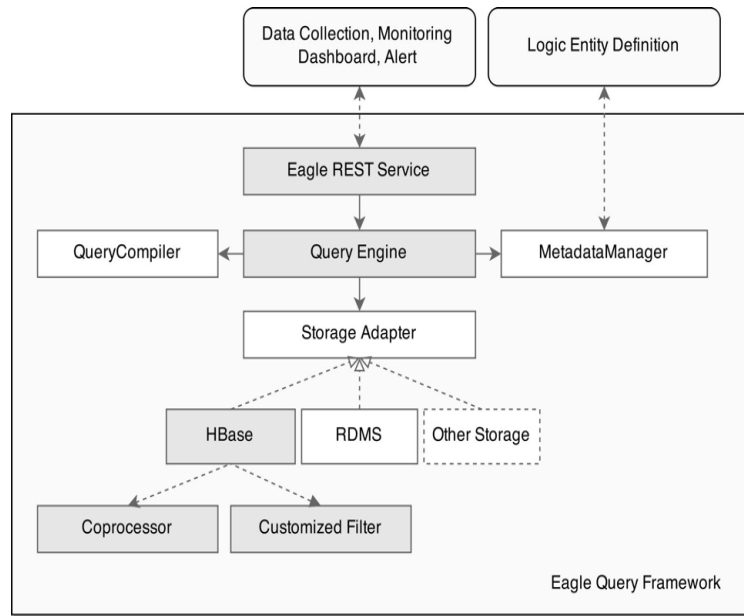 Data Collection, Monitoring
Dashboard, Alert
Logic Entity Definition
Eagle REST Service
QueryCompiler
Query Engine
MetadataManager
Storage Adapter
HBase
RDMS
Other Storage
Coprocessor
Customized Filter
Eagle Query Framework